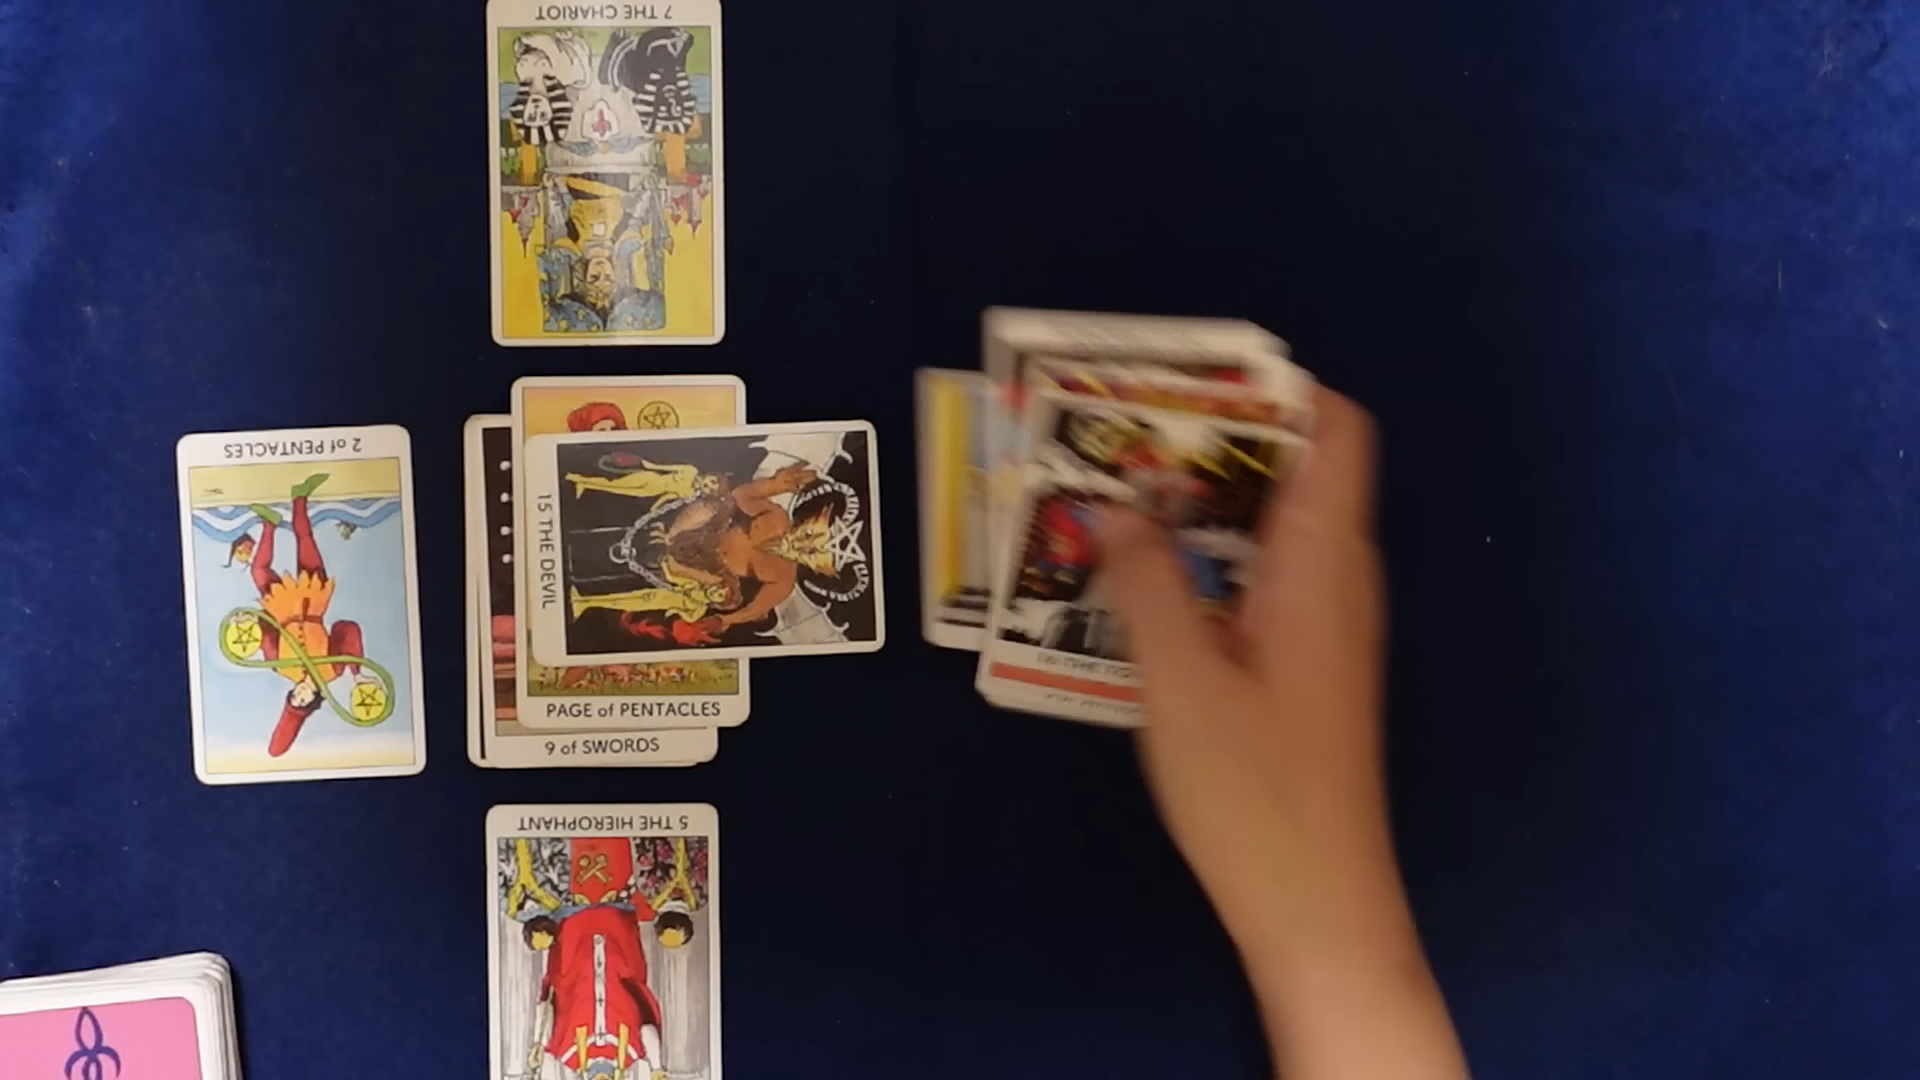 7 THE CHARIOT
2 of PENTACLES
15 THE DEVIL
PAGE of PENTACLES
9 of SWORDS
5 THE HIEROPHANT